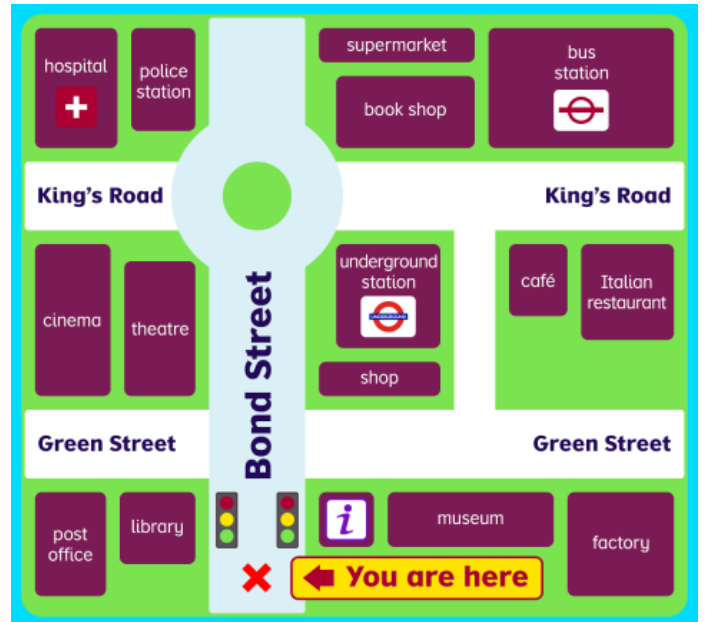 hospital
police
station
supermarket
book shop
bus
station
King's Road
King's Road
cinema
theatre
Bond Street
underground
station
UNDERGROUND
shop
café
Italian
restaurant
Green Street
Green Street
post
office
library
i
museum
factory
You are here